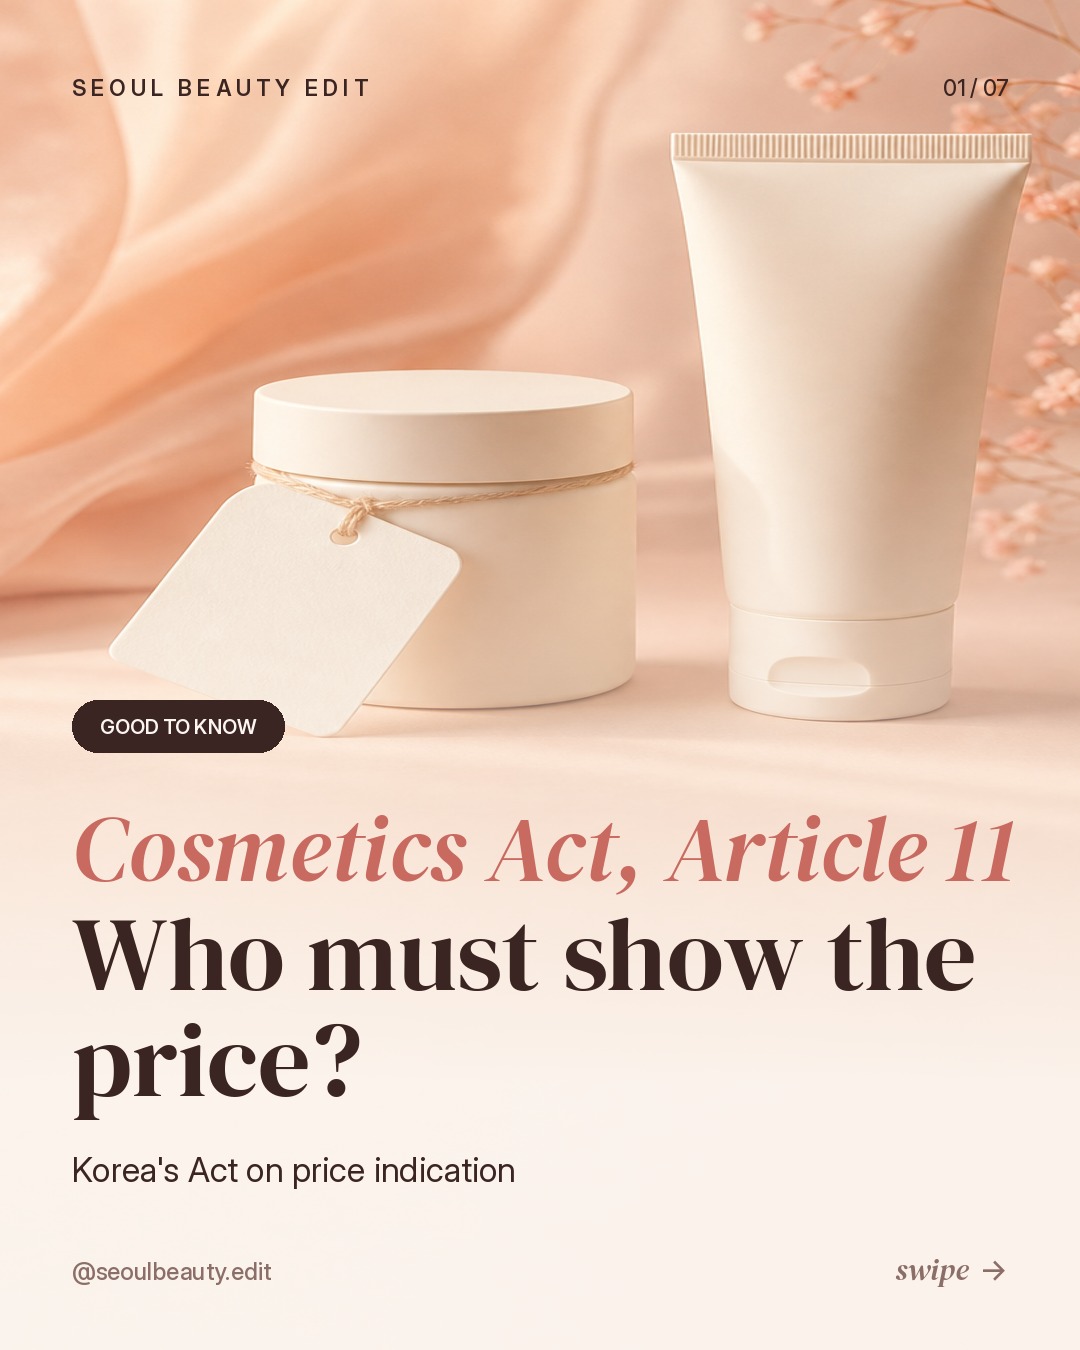 SEOUL BEAUTY EDIT
01 / 07
GOOD TO KNOW
Cosmetics Act, Article 11
Who must show the
price?
Korea's Act on price indication
@seoulbeauty.edit
swipe →